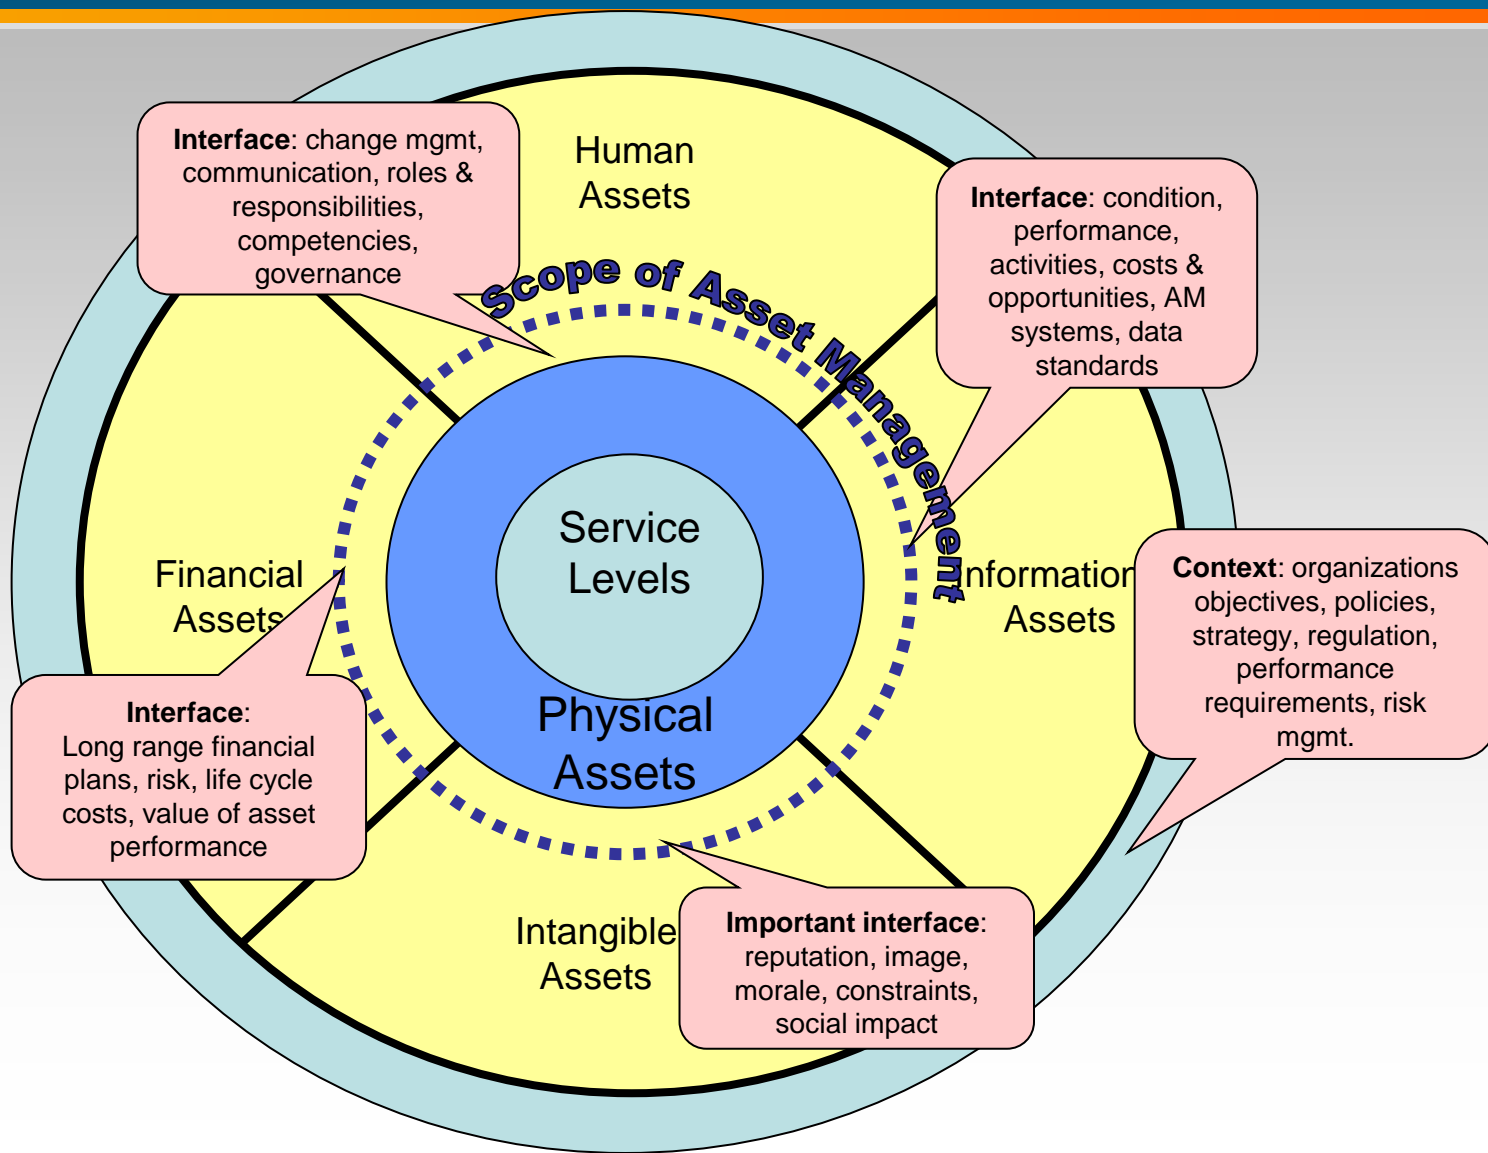 Human
Assets
Interface: change mgmt,
communication, roles &
responsibilities,
competencies,
governance
Interface: condition,
performance,
activities, costs &
opportunities, AM
systems, data
standards
Scope of Asset Management
Service
Levels
Physical
Assets
Financial
Assets
Information
Assets
Context: organizations
objectives, policies,
strategy, regulation,
performance
requirements, risk
mgmt.
Interface:
Long range financial
plans, risk, life cycle
costs, value of asset
performance
Intangible
Assets
Important interface:
reputation, image,
morale, constraints,
social impact